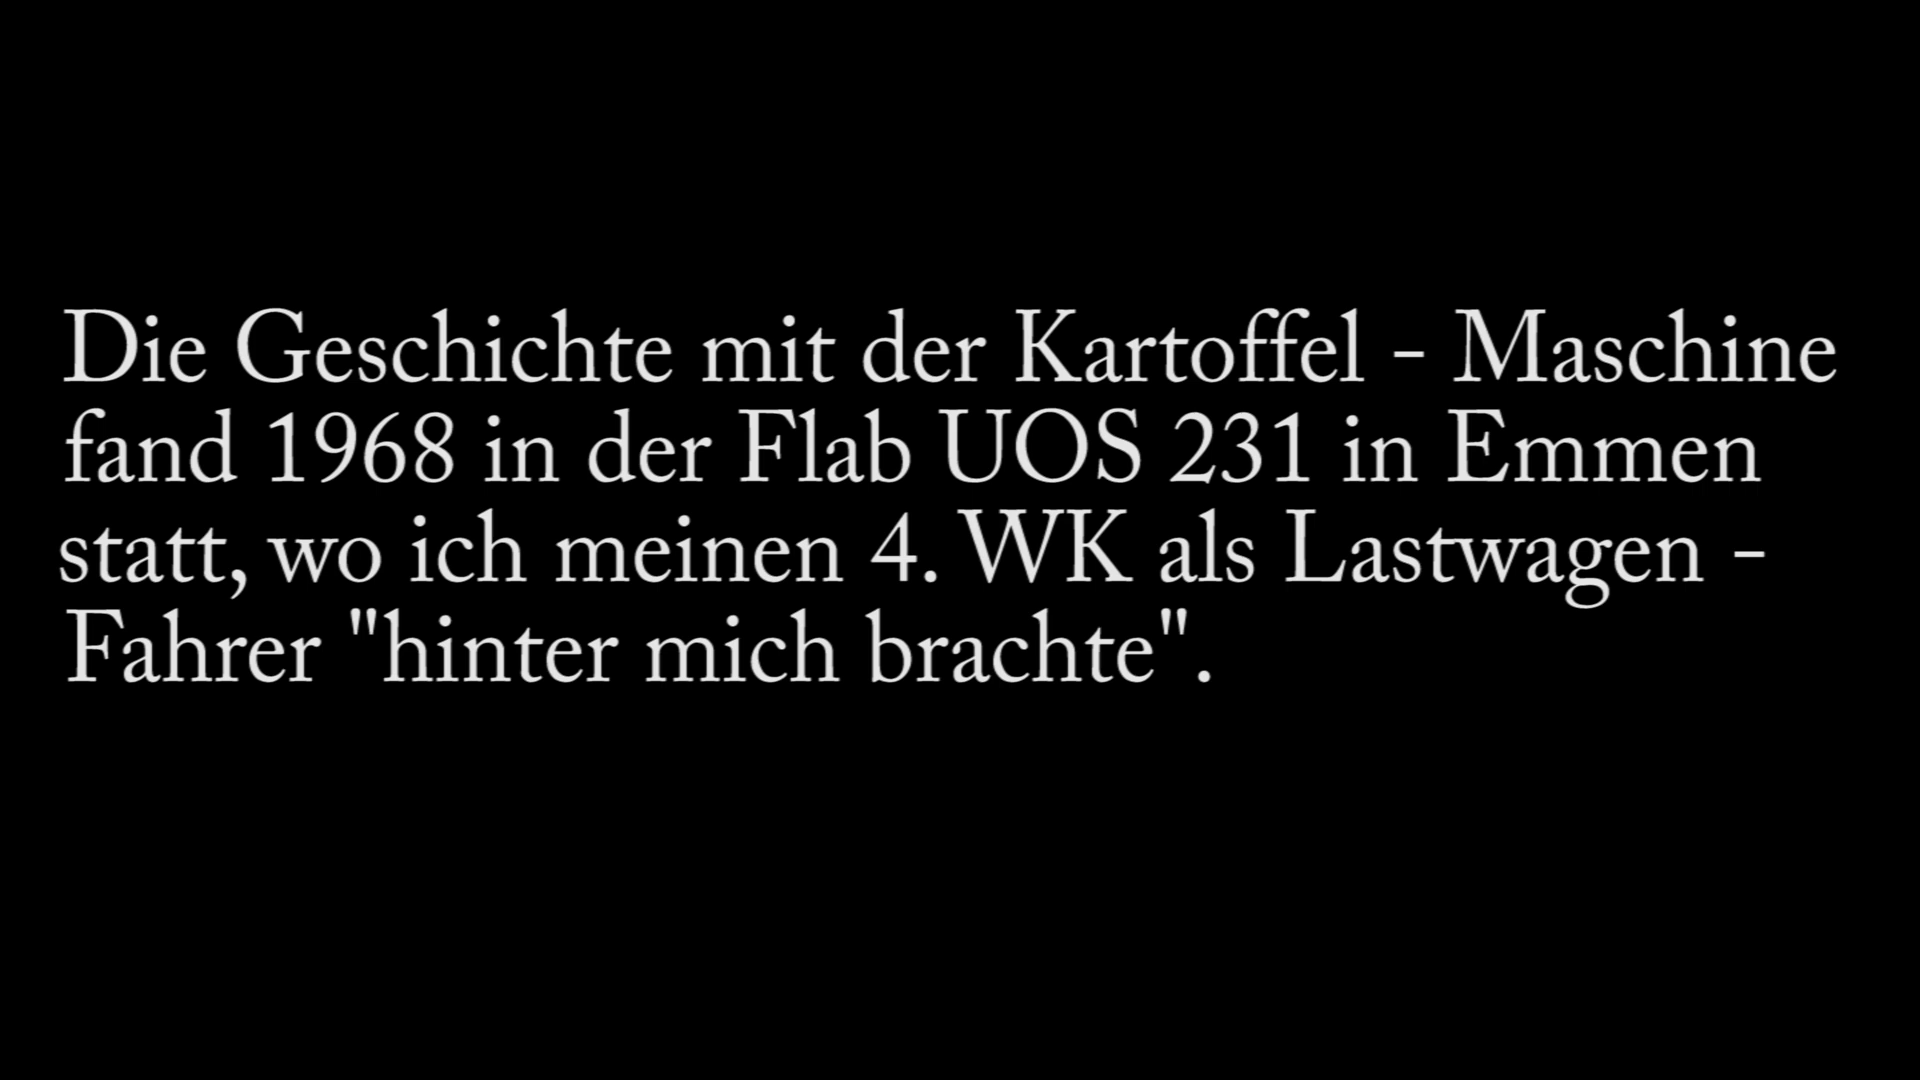 Die Geschichte mit der Kartoffel - Maschine
fand 1968 in der Flab UOS 231 in Emmen
statt, wo ich meinen 4. WK als Lastwagen -
Fahrer "hinter mich brachte".